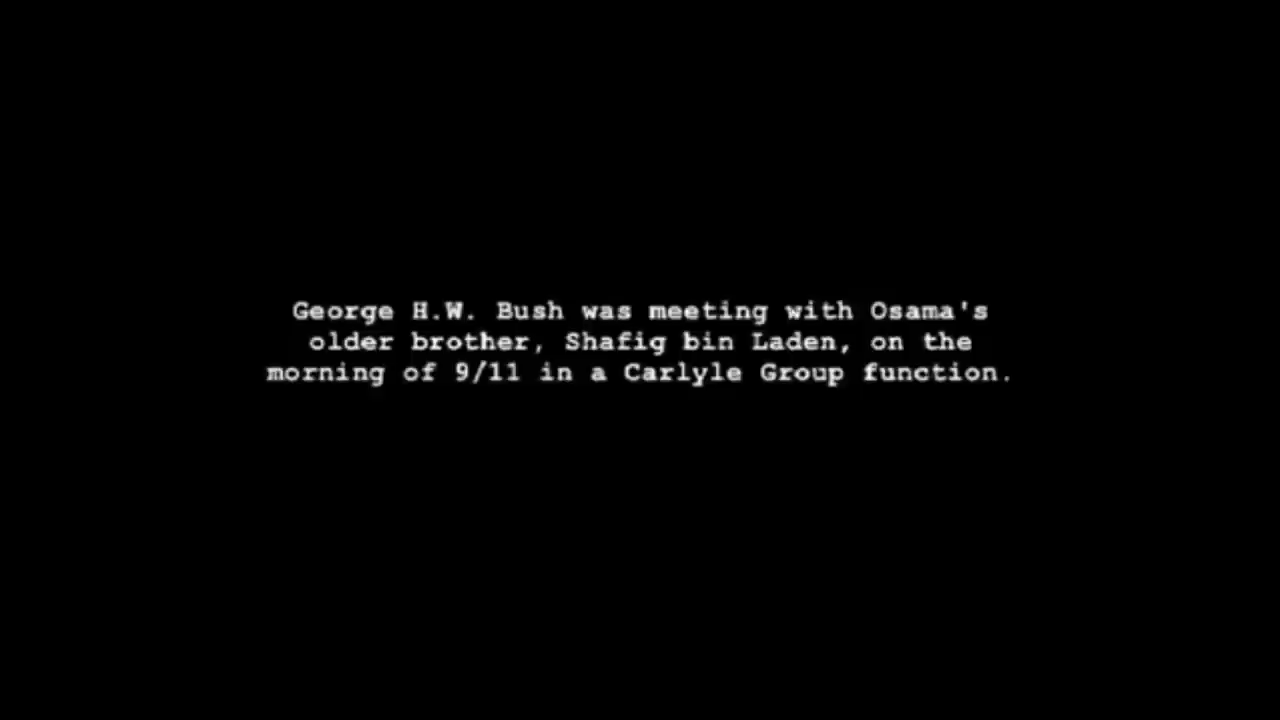 George H.W. Bush was meeting with Osama's
older brother, Shafig bin Laden, on the
morning of 9/11 in a Carlyle Group function.